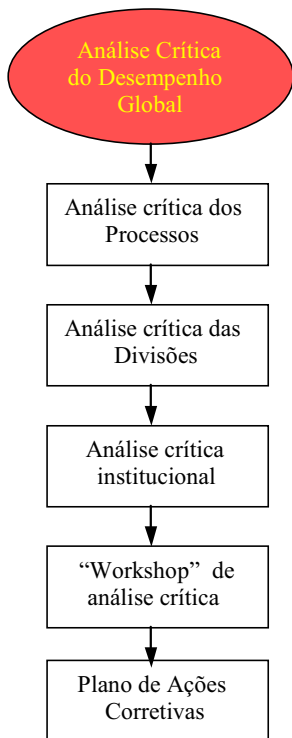 Análise Crítica
do Desempenho
Global
Análise crítica dos
Processos
Análise crítica das
Divisões
Análise crítica
institucional
“Workshop” de
análise crítica
Plano de Ações
Corretivas